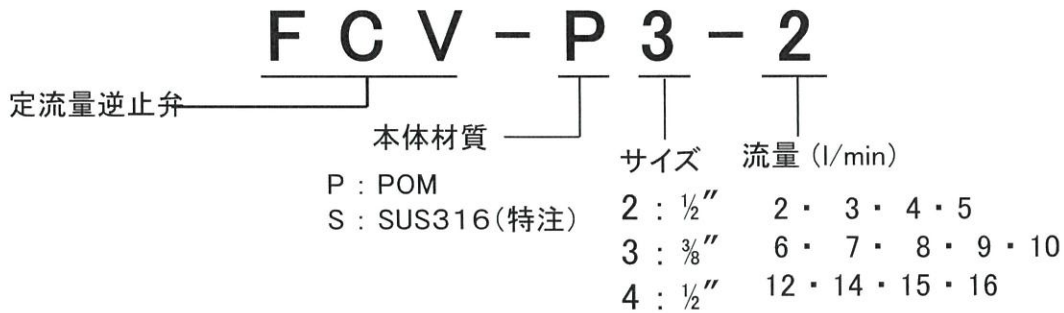 FCV-P3-2
定流量逆止弁
本体材質
P : POM
S : SUS316(特注)
サイズ
2 : ½"
3 : ⅜"
4 : ½"
流量 (l/min)
2・ 3・ 4・5
6・ 7・ 8・9・10
12・14・15・16